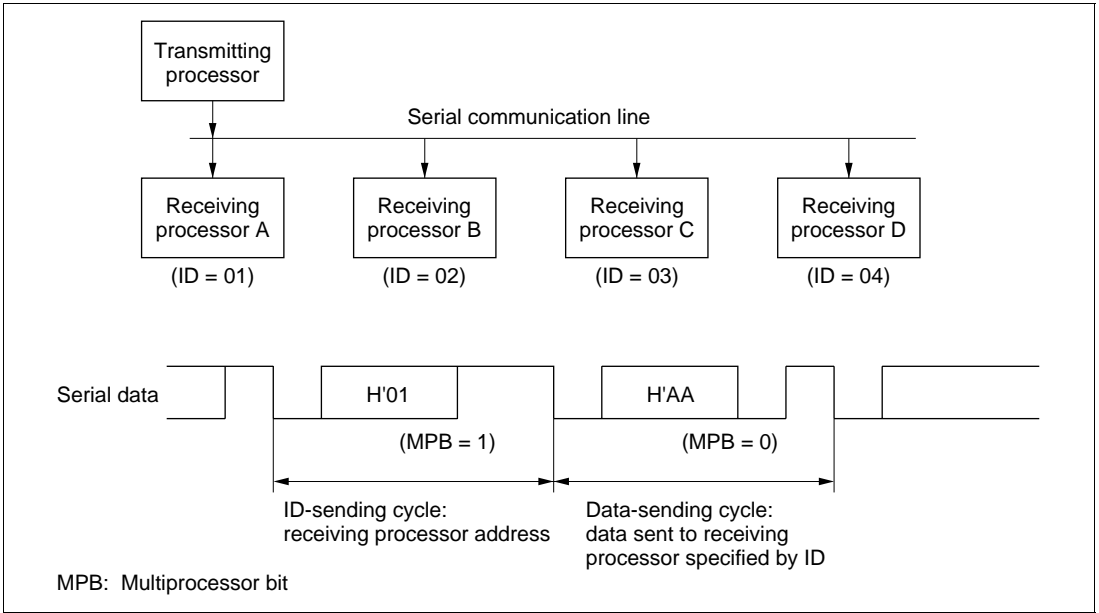 Transmitting
processor
Serial communication line
Receiving
processor A
Receiving
processor B
Receiving
processor C
Receiving
processor D
(ID = 01)
(ID = 02)
(ID = 03)
(ID = 04)
Serial data
H'01
H'AA
(MPB = 1)
(MPB = 0)
ID-sending cycle:
receiving processor address
Data-sending cycle:
data sent to receiving
processor specified by ID
MPB: Multiprocessor bit